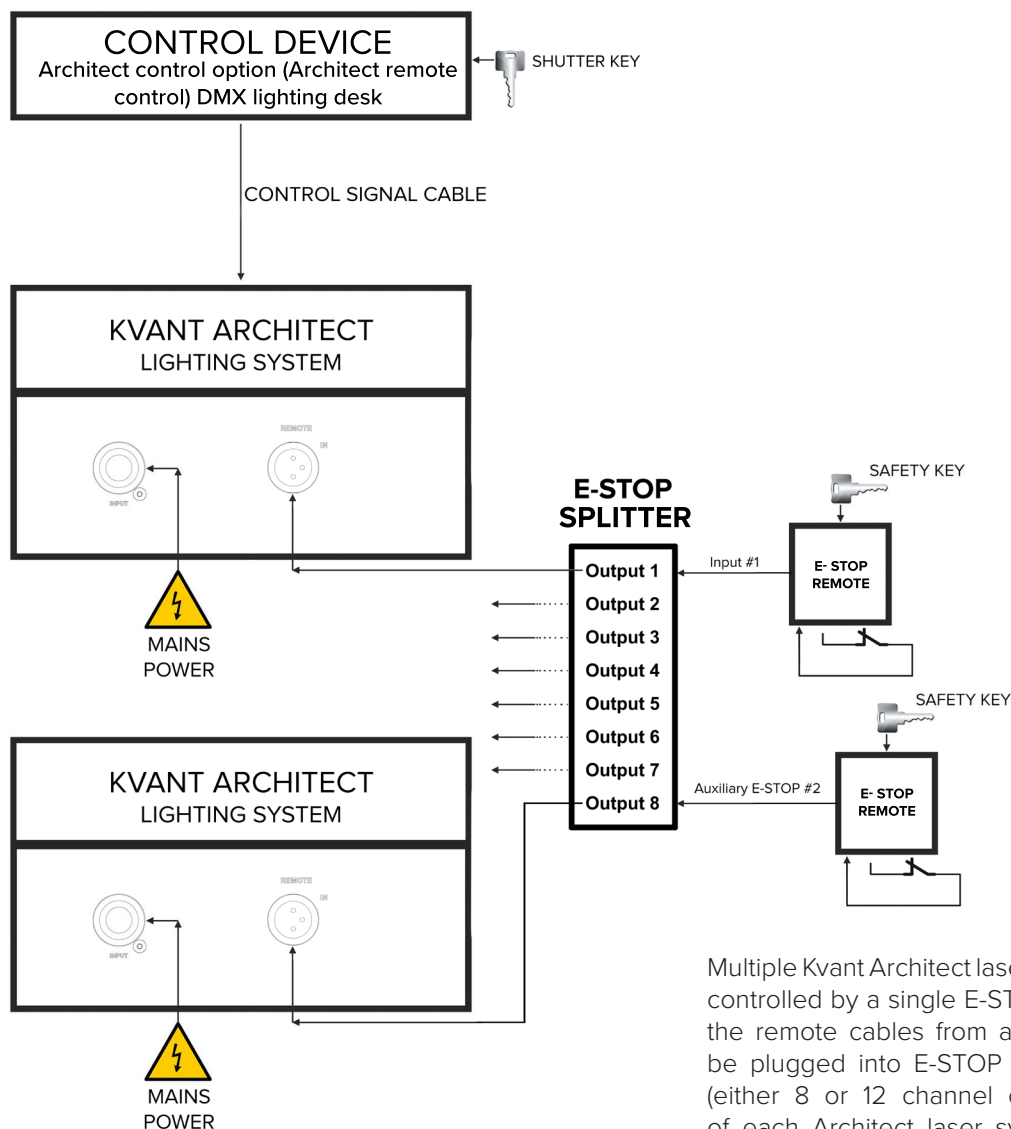 CONTROL DEVICE
Architect control option (Architect remote
control) DMX lighting desk
SHUTTER KEY
CONTROL SIGNAL CABLE
KVANT ARCHITECT
LIGHTING SYSTEM
REMOTE
IN
INPUT
MAINS
POWER
E-STOP
SPLITTER
Output 1
Output 2
Output 3
Output 4
Output 5
Output 6
Output 7
Output 8
Input #1
SAFETY KEY
E- STOP
REMOTE
Auxiliary E-STOP #2
SAFETY KEY
E- STOP
REMOTE
KVANT ARCHITECT
LIGHTING SYSTEM
REMOTE
IN
INPUT
MAINS
POWER
Multiple Kvant Architect
controlled by a single
the remote cables from
be plugged into E-STOP
(either 8 or 12 channel
of each Architect laser